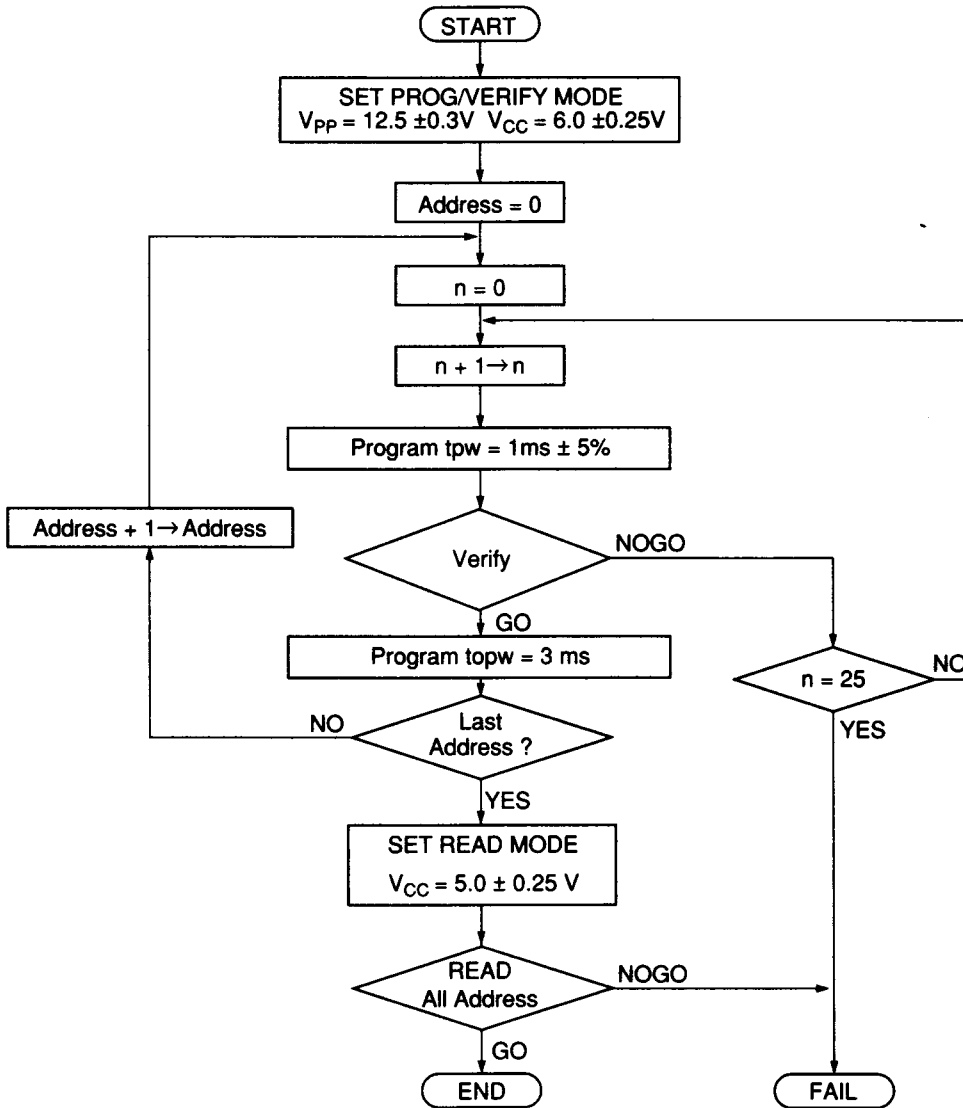 START
SET PROG/VERIFY MODE
VPP = 12.5 ±0.3V VCC = 6.0 ±0.25V
Address = 0
n = 0
n + 1→n
Program tpw = 1ms ± 5%
Address + 1→Address
Verify
NOGO
GO
Program topw = 3 ms
n = 25
NO
YES
NO
Last
Address ?
YES
SET READ MODE
VCC = 5.0 ± 0.25 V
READ
All Address
NOGO
GO
END
FAIL